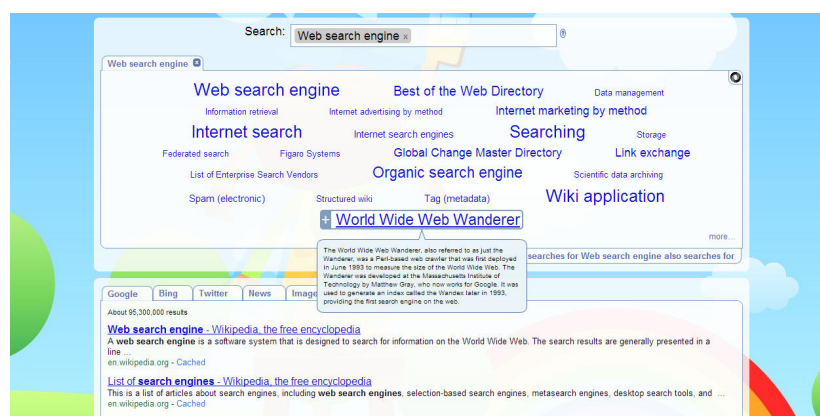 Search: Web search engine x
Web search engine
Web search engine Best of the Web Directory Data management
Information retrieval Internet advertising by method Internet marketing by method
Internet search Internet search engines Searching Storage
Federated search Figaro Systems Global Change Master Directory Link exchange
List of Enterprise Search Vendors Organic search engine Scientific data archiving
Spam (electronic) Structured wiki Tag (metadata) Wiki application
+ World Wide Web Wanderer
more...
The World Wide Web Wanderer, also referred to as just the
Wanderer, was a Perl-based web crawler that was first deployed
in June 1993 to measure the size of the World Wide Web. The
Wanderer was developed at the Massachusetts Institute of
Technology by Matthew Gray, who now works for Google. It was
used to generate an index called the Wandex later in 1993,
providing the first search engine on the web.
searches for Web search engine also searches for
Google Bing Twitter News Image
About 95,300,000 results
Web search engine - Wikipedia, the free encyclopedia
A web search engine is a software system that is designed to search for information on the World Wide Web. The search results are generally presented in a
line ...
en.wikipedia.org - Cached
List of search engines - Wikipedia, the free encyclopedia
This is a list of articles about search engines, including web search engines, selection-based search engines, metasearch engines, desktop search tools, and ...
en.wikipedia.org - Cached